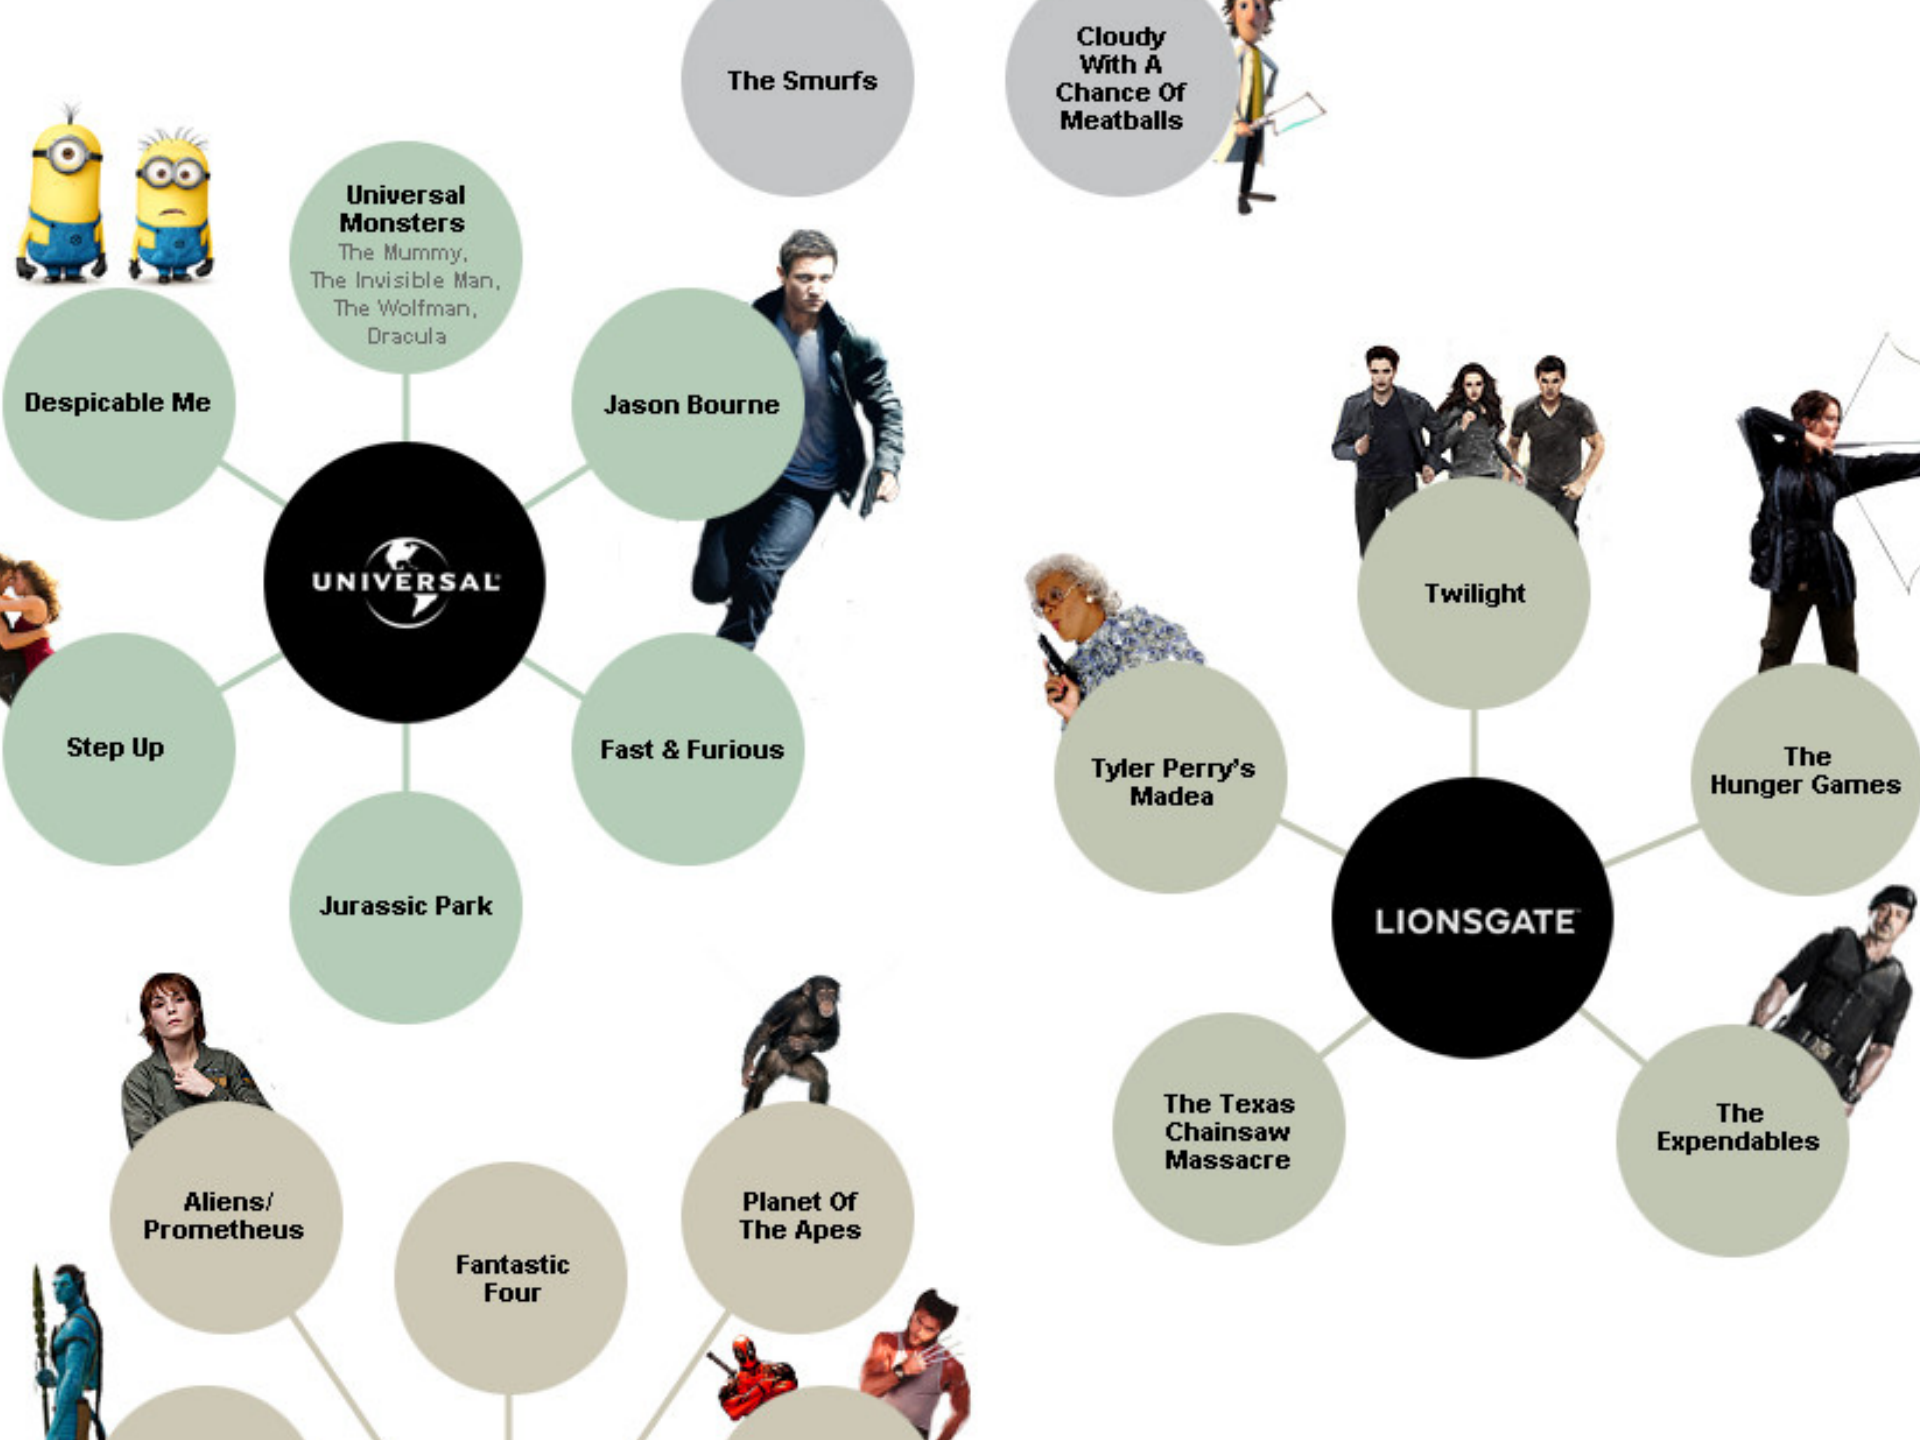 The Smurfs
Cloudy
With A
Chance Of
Meatballs
Universal
Monsters
The Mummy,
The Invisible Man,
The Wolfman,
Dracula
Despicable Me
Jason Bourne
UNIVERSAL
Step Up
Fast & Furious
Jurassic Park
Twilight
Tyler Perry's
Madea
The
Hunger Games
LIONSGATE
The Texas
Chainsaw
Massacre
The
Expendables
Aliens/
Prometheus
Fantastic
Four
Planet Of
The Apes